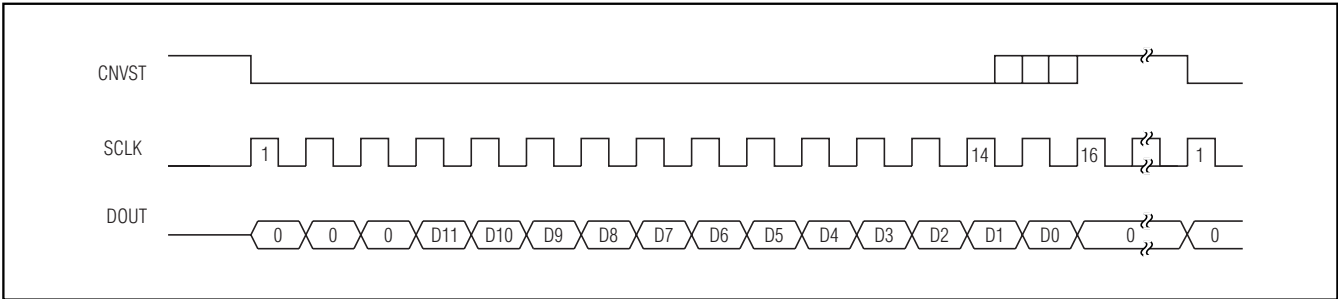 CNVST
SCLK 1 14 16 1
DOUT 0 0 0 D11 D10 D9 D8 D7 D6 D5 D4 D3 D2 D1 D0 0 0